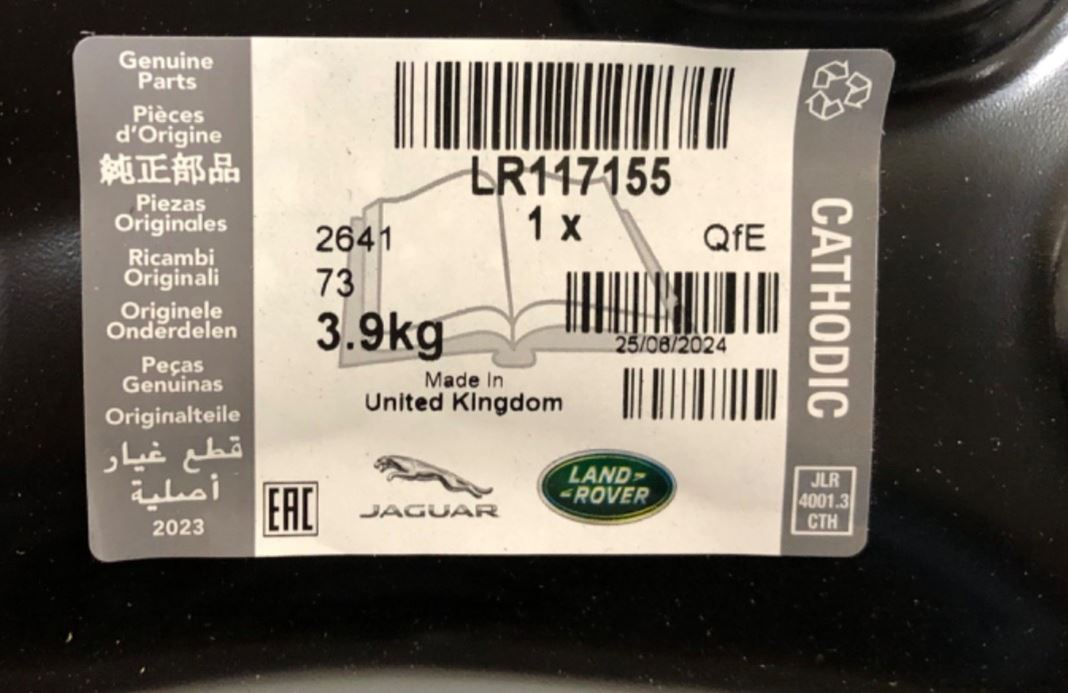 Genuine
Parts
Pièces
d'Origine
純正部品
Piezas
Originales
Ricambi
Originali
Originele
Onderdelen
Peças
Genuinas
Originalteile
قطع غيار
أصلية
2023
LR117155
1 x
2641
QfE
73
3.9kg
25/06/2024
Made In
United Kingdom
EAC
JAGUAR
LAND-
-ROVER
CATHODIC
JLR
4001.3
CTH